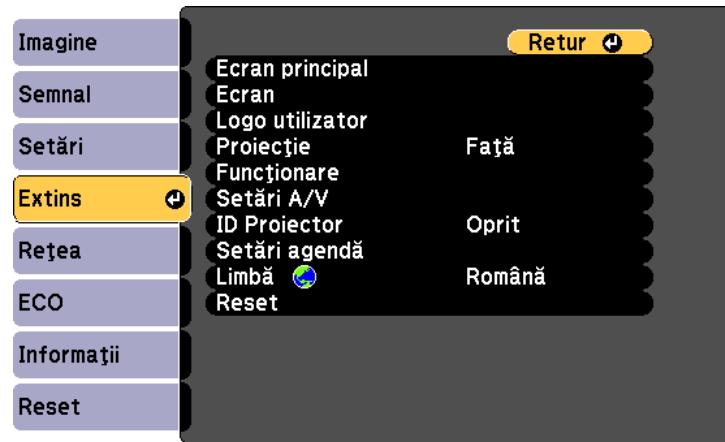 Imagine
Semnal
Setări
Extins
Reţea
ECO
Informaţii
Reset
Retur
Ecran principal
Ecran
Logo utilizator
Proiecţie Faţă
Funcţionare
Setări A/V
ID Proiector Oprit
Setări agendă
Limbă Română
Reset